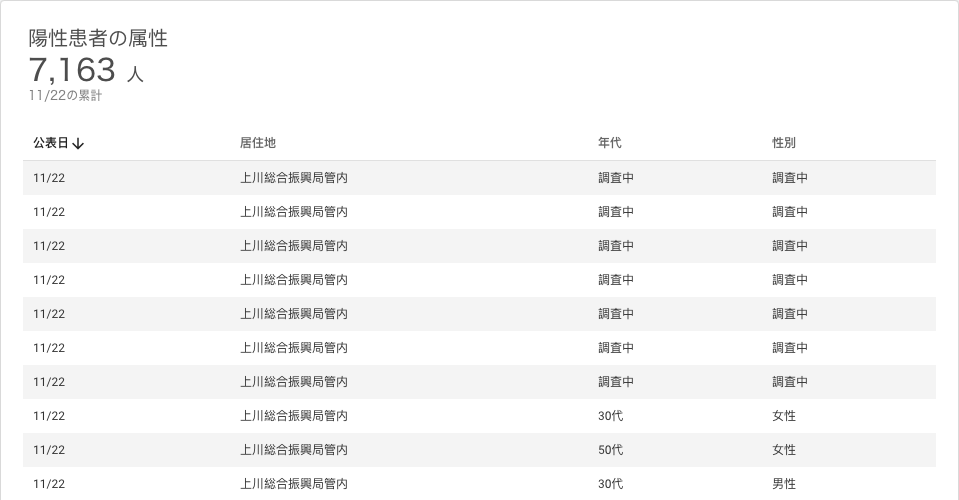 陽性患者の属性
7,163 人
11/22の累計
公表日↓ 居住地 年代 性別
11/22 上川総合振興局管内 調査中 調査中
11/22 上川総合振興局管内 調査中 調査中
11/22 上川総合振興局管内 調査中 調査中
11/22 上川総合振興局管内 調査中 調査中
11/22 上川総合振興局管内 調査中 調査中
11/22 上川総合振興局管内 調査中 調査中
11/22 上川総合振興局管内 調査中 調査中
11/22 上川総合振興局管内 30代 女性
11/22 上川総合振興局管内 50代 女性
11/22 上川総合振興局管内 30代 男性